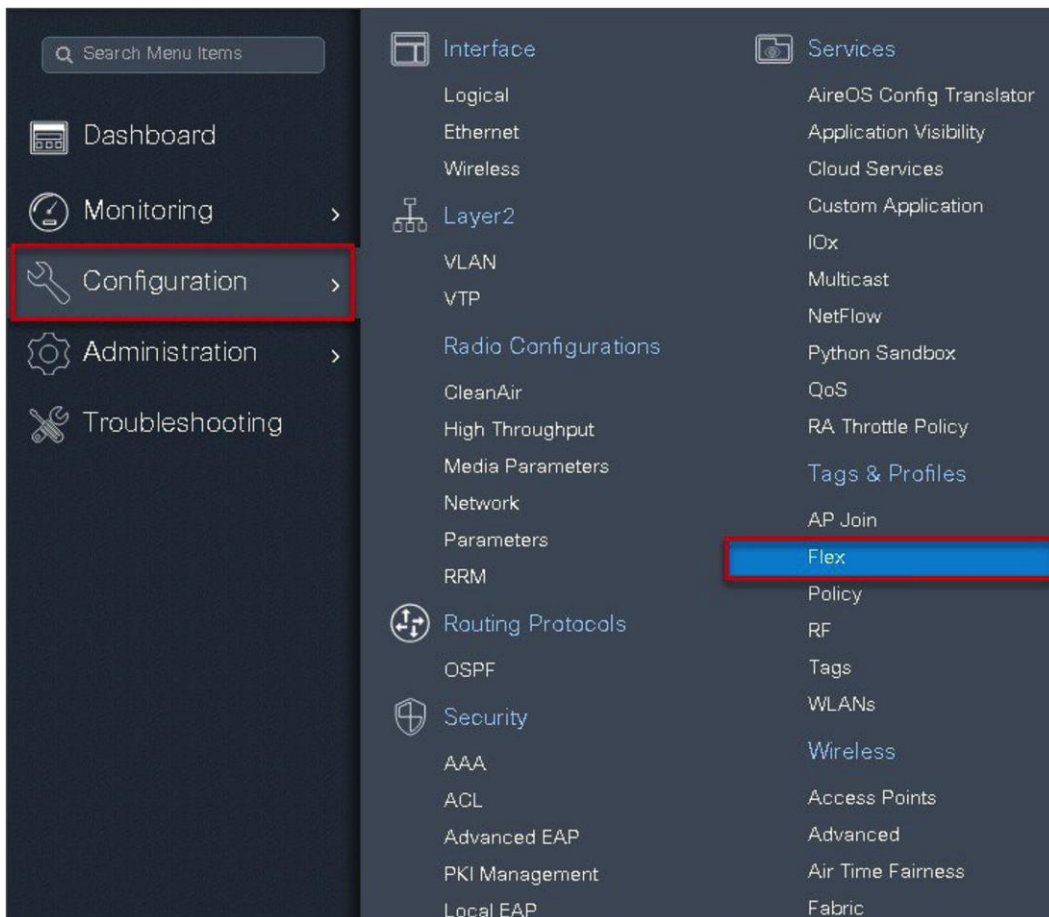 Search Menu Items
Dashboard
Monitoring
Configuration
Administration
Troubleshooting
Interface
Logical
Ethernet
Wireless
Layer2
VLAN
VTP
Radio Configurations
CleanAir
High Throughput
Media Parameters
Network
Parameters
RRM
Routing Protocols
OSPF
Security
AAA
ACL
Advanced EAP
PKI Management
Local EAP
Services
AireOS Config Translator
Application Visibility
Cloud Services
Custom Application
IOx
Multicast
NetFlow
Python Sandbox
QoS
RA Throttle Policy
Tags & Profiles
AP Join
Flex
Policy
RF
Tags
WLANs
Wireless
Access Points
Advanced
Air Time Fairness
Fabric